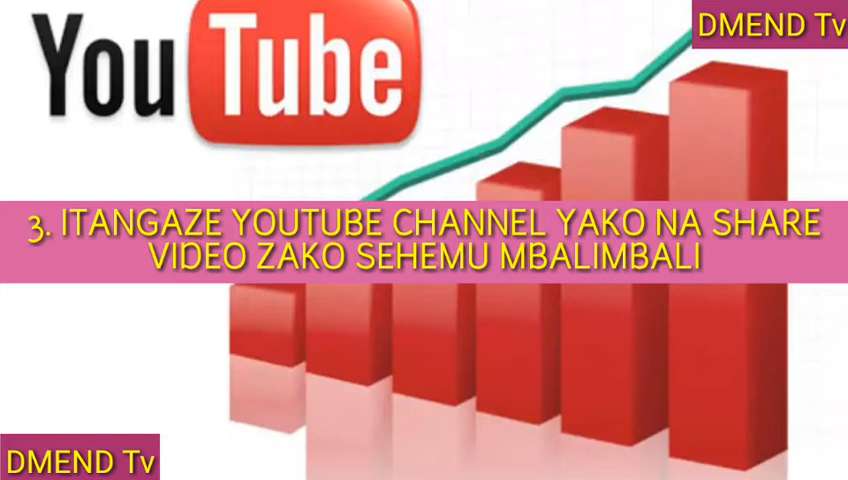 YouTube
DMEND Tv
3. ITANGAZE YOUTUBE CHANNEL YAKO NA SHARE
VIDEO ZAKO SEHEMU MBALIMBALI
DMEND Tv